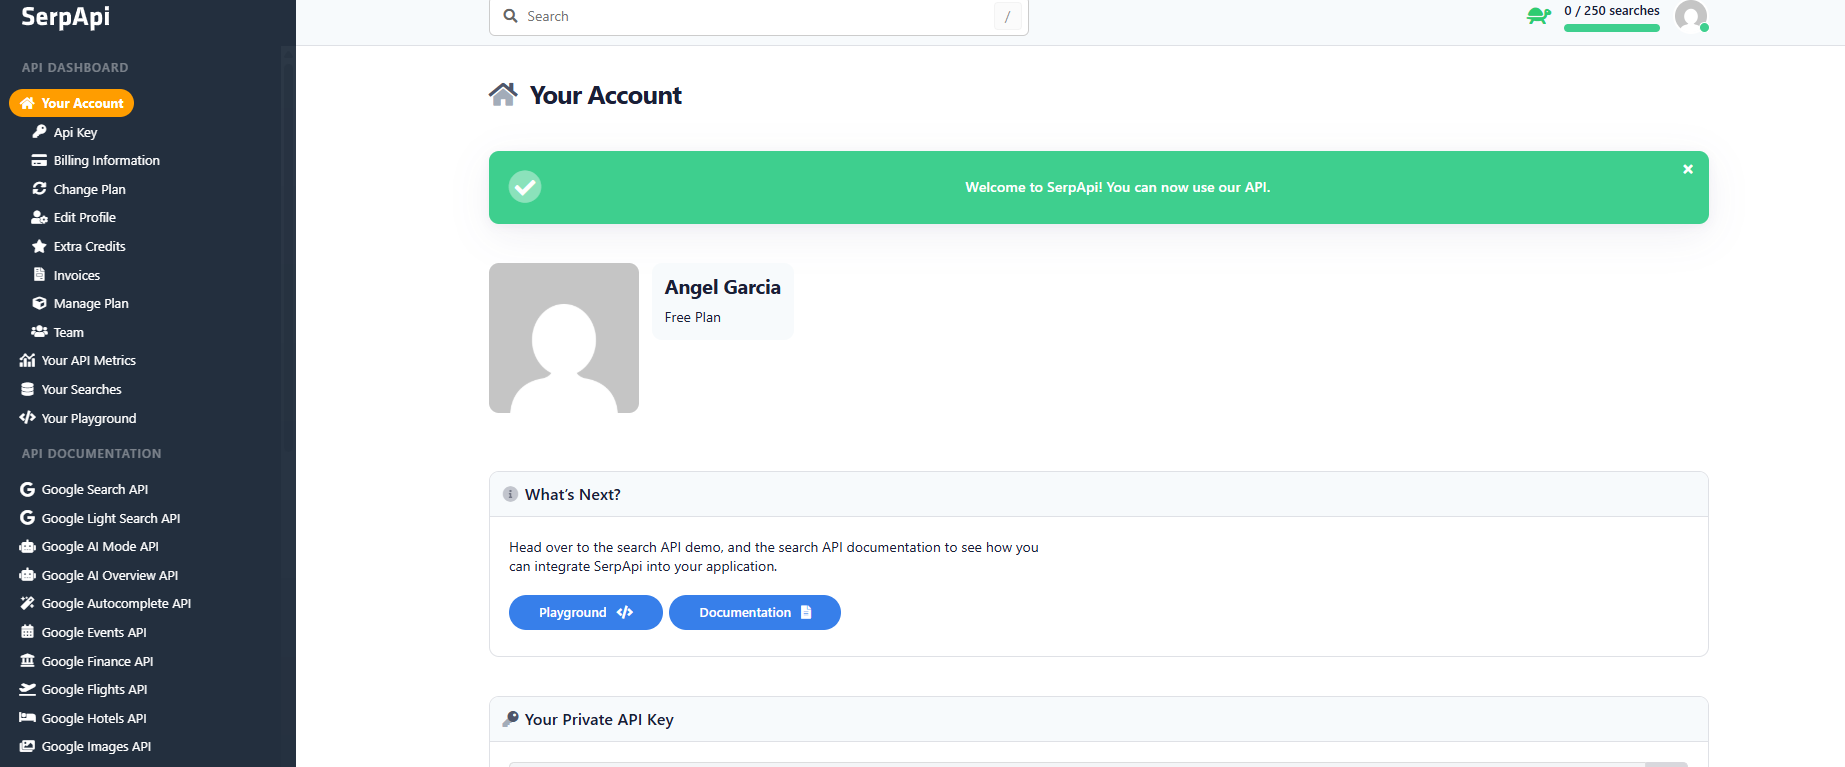 SerpApi
API DASHBOARD
Your Account
Api Key
Billing Information
Change Plan
Edit Profile
Extra Credits
Invoices
Manage Plan
Team
Your API Metrics
Your Searches
Your Playground
API DOCUMENTATION
Google Search API
Google Light Search API
Google AI Mode API
Google AI Overview API
Google Autocomplete API
Google Events API
Google Finance API
Google Flights API
Google Hotels API
Google Images API
Search /
0 / 250 searches
Your Account
Welcome to SerpApi! You can now use our API.
Angel Garcia
Free Plan
What's Next?
Head over to the search API demo, and the search API documentation to see how you
can integrate SerpApi into your application.
Playground Documentation
Your Private API Key